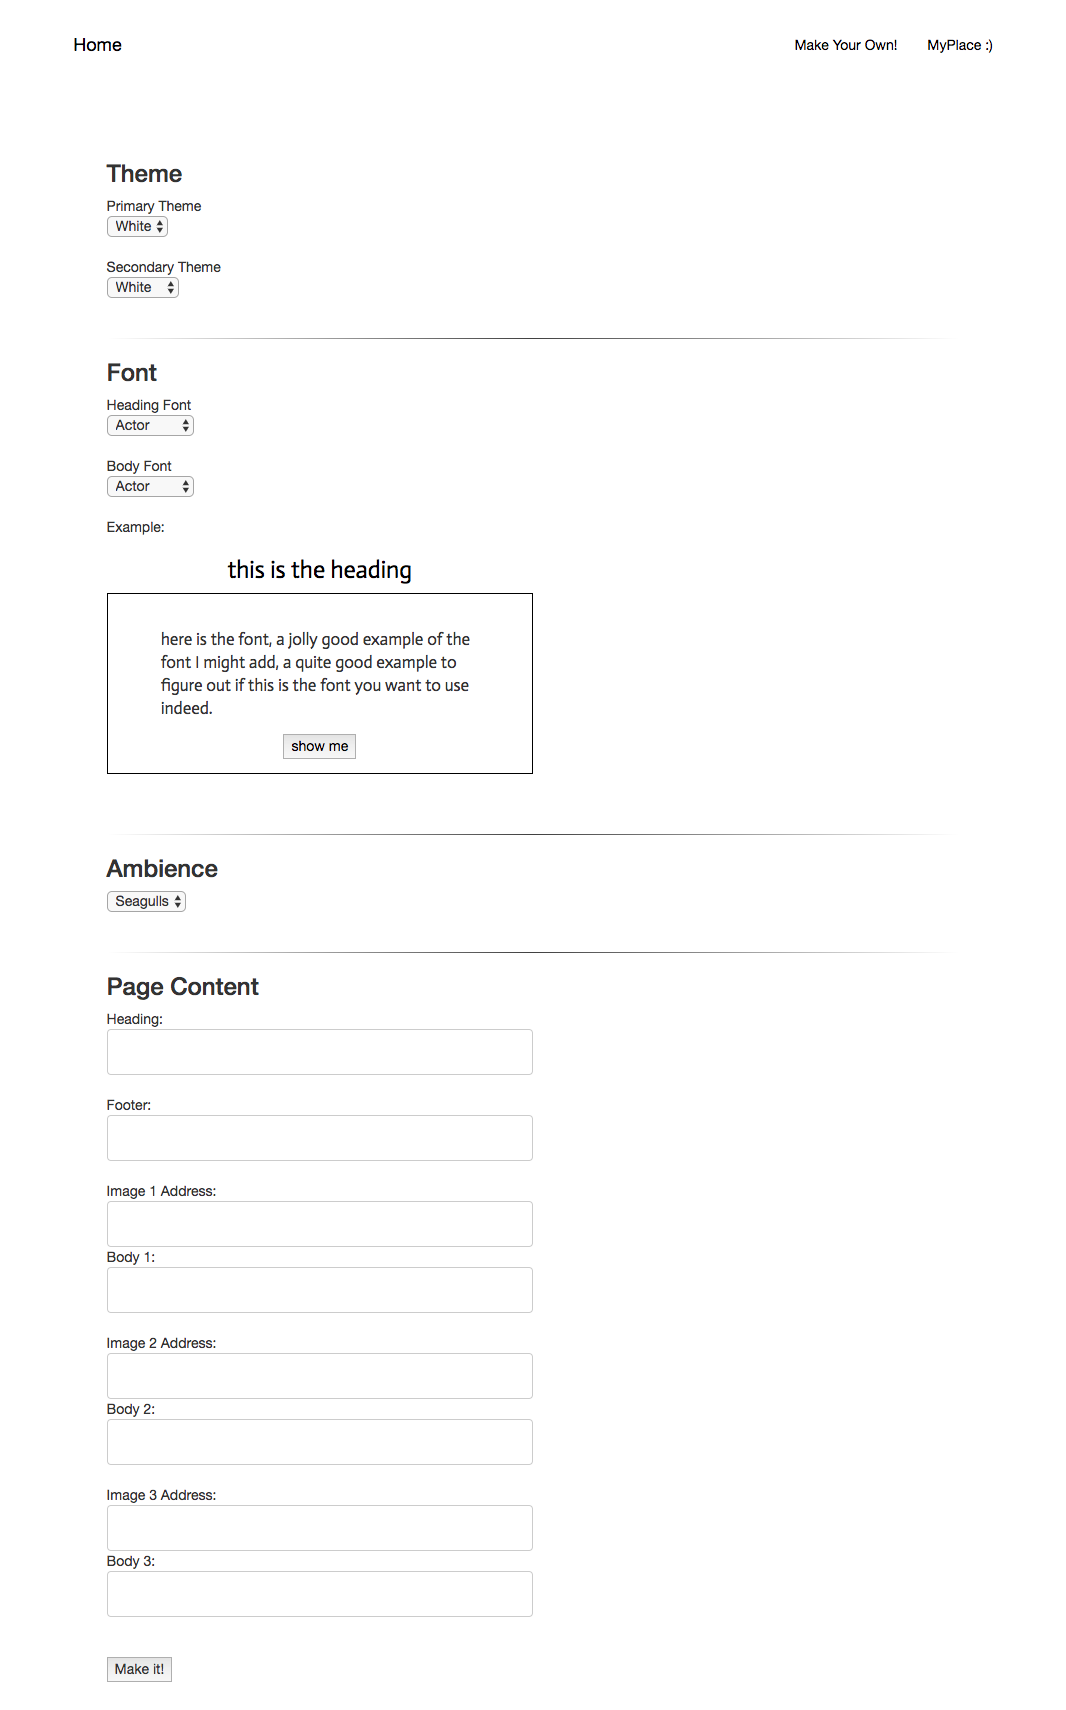 Home
Make Your Own!
MyPlace :)
Theme
Primary Theme
White
Secondary Theme
White
Font
Heading Font
Actor
Body Font
Actor
Example:
this is the heading
here is the font, a jolly good example of the
font I might add, a quite good example to
figure out if this is the font you want to use
indeed.
show me
Ambience
Seagulls
Page Content
Heading:
Footer:
Image 1 Address:
Body 1:
Image 2 Address:
Body 2:
Image 3 Address:
Body 3:
Make it!